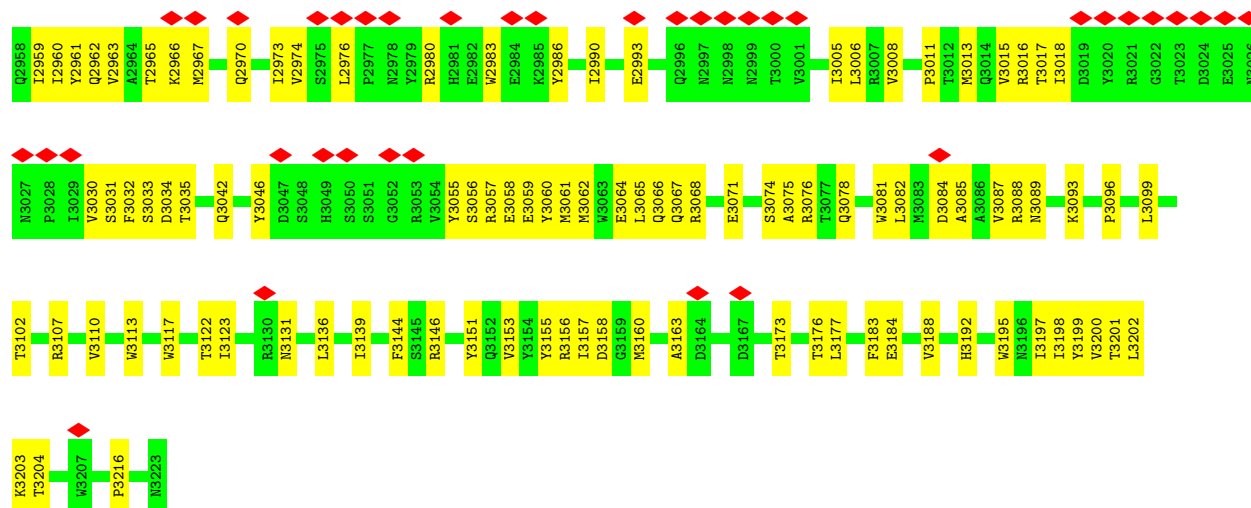 Q2958 I2959 I2960 Y2961 Q2962 V2963 A2964 T2965 K2966 M2967 Q2970 I2973 V2974 S2975 L2976 P2977 N2978 Y2979 R2980 H2981 E2982 W2983 E2984 K2985 Y2986 I2990 E2993 Q2996 N2997 N2998 N2999 T3000 V3001 I3005 L3006 R3007 V3008 P3011 T3012 M3013 Q3014 V3015 R3016 T3017 I3018 D3019 Y3020 R3021 G3022 T3023 D3024 E3025
N3027 P3028 I3029 V3030 S3031 F3032 S3033 D3034 T3035 Q3042 Y3046 D3047 S3048 H3049 S3050 S3051 G3052 R3053 V3054 Y3055 S3056 R3057 E3058 E3059 Y3060 M3061 M3062 W3063 E3064 L3065 Q3066 Q3067 R3068 E3071 S3074 A3075 R3076 T3077 Q3078 W3081 L3082 M3083 D3084 A3085 A3086 V3087 R3088 N3089 K3093 P3096 L3099
T3102 R3107 V3110 W3113 W3117 T3122 I3123 R3130 N3131 L3136 I3139 F3144 S3145 R3146 Y3151 Q3152 V3153 Y3154 Y3155 R3156 I3157 D3158 G3159 M3160 A3163 D3164 D3167 T3173 T3176 L3177 F3183 E3184 V3188 H3192 W3195 N3196 I3197 I3198 Y3199 V3200 T3201 L3202
K3203 T3204 W3207 P3216 N3223